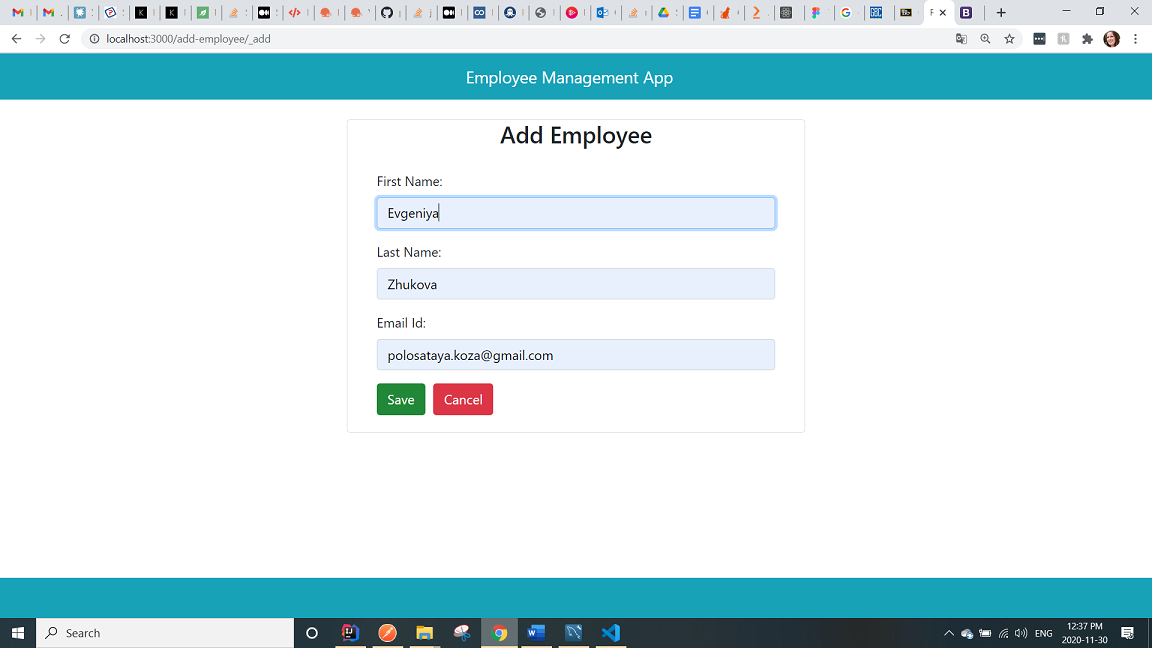 localhost:3000/add-employee/_add
Employee Management App
Add Employee
First Name:
Evgeniya
Last Name:
Zhukova
Email Id:
polosataya.koza@gmail.com
Save
Cancel
Search
ENG
12:37 PM
2020-11-30